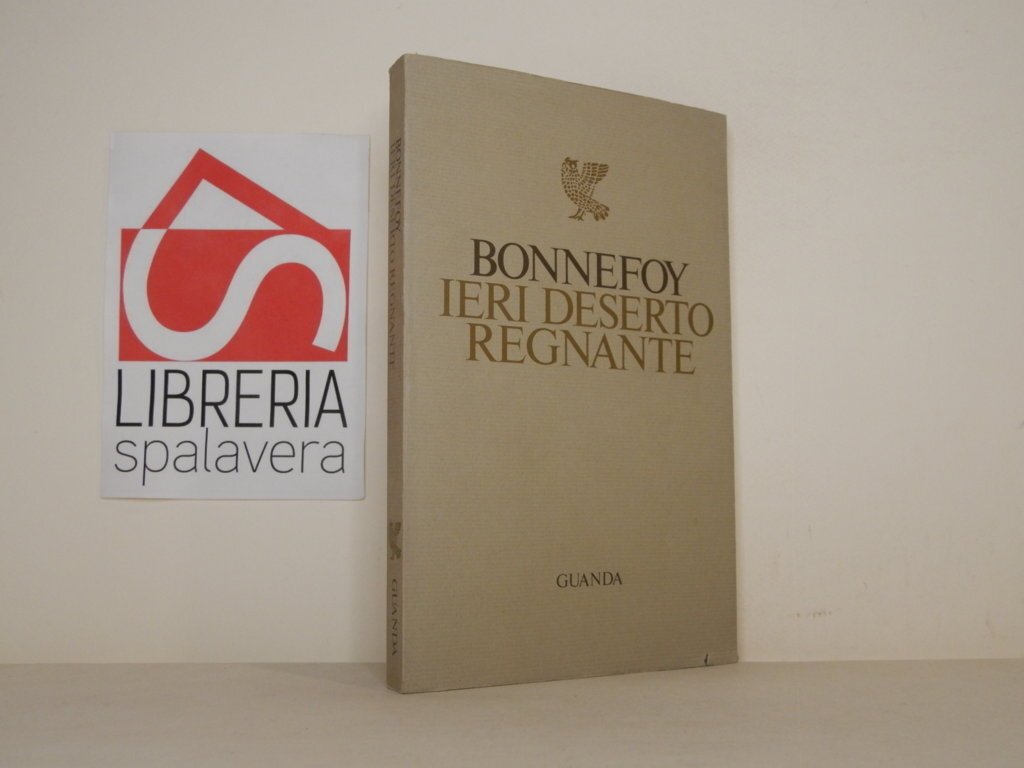 LIBRERIA
spalavera
BONNEFOY
IERI DESERTO REGNANTE
GUANDA
BONNEFOY
IERI DESERTO
REGNANTE
GUANDA